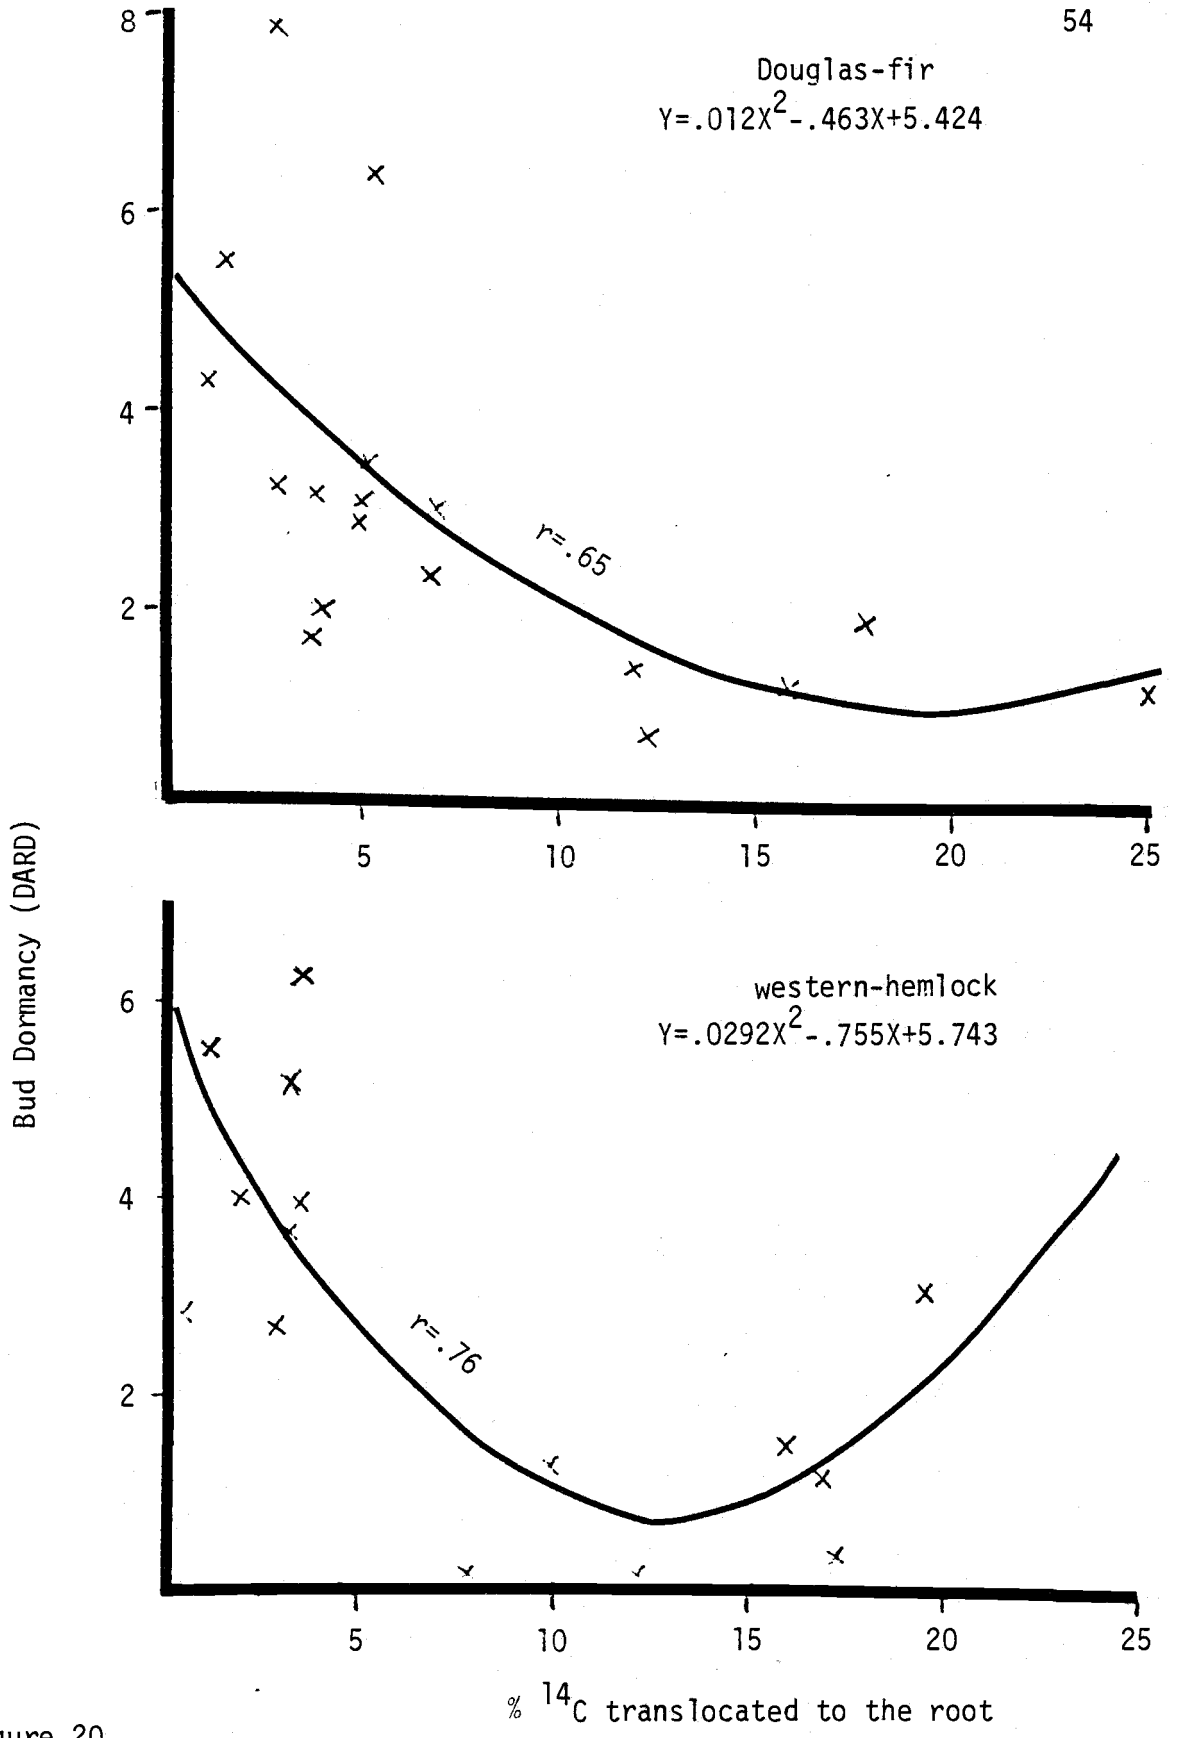 54
8
Douglas-fir
Y=.012X²-.463X+5.424
6
4
r=.65
2
5 10 15 20 25
Bud Dormancy (DARD)
western-hemlock
Y=.0292X²-.755X+5.743
6
4
r=.76
2
5 10 15 20 25
% ¹⁴C translocated to the root